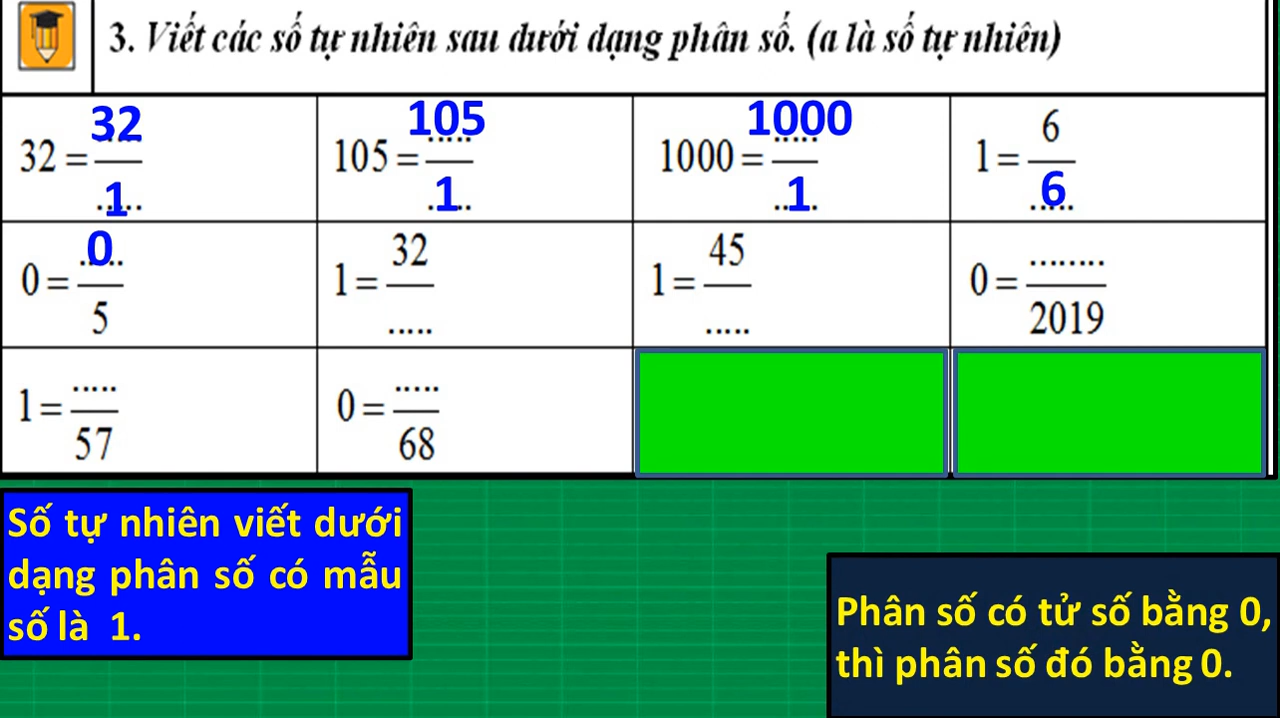 3. Viết các số tự nhiên sau dưới dạng phân số. (a là số tự nhiên)
32 = 32/1 105 = 105/1 1000 = 1000/1 1 = 6/6
0 = 0/5 1 = 32/..... 1 = 45/..... 0 = ......../2019
1 = ...../57 0 = ...../68
Số tự nhiên viết dưới
dạng phân số có mẫu
số là 1.
Phân số có tử số bằng 0,
thì phân số đó bằng 0.